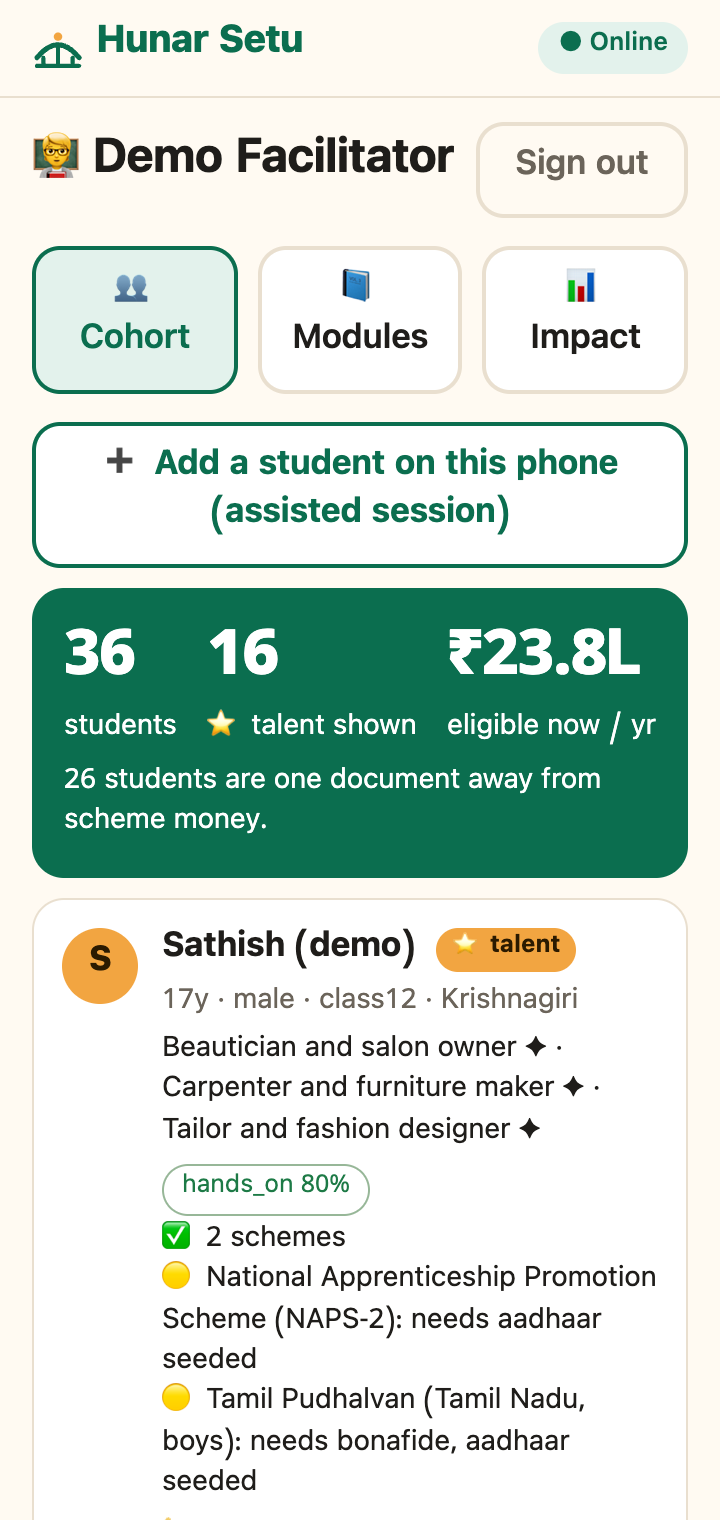 Hunar Setu
Online
Demo Facilitator
Sign out
Cohort
Modules
Impact
➕ Add a student on this phone
(assisted session)
36 16 ₹23.8L
students ⭐ talent shown eligible now / yr
26 students are one document away from
scheme money.
S
Sathish (demo) ⭐ talent
17y · male · class12 · Krishnagiri
Beautician and salon owner ✦ ·
Carpenter and furniture maker ✦ ·
Tailor and fashion designer ✦
hands_on 80%
✅ 2 schemes
🟡 National Apprenticeship Promotion
Scheme (NAPS-2): needs aadhaar
seeded
🟡 Tamil Pudhalvan (Tamil Nadu,
boys): needs bonafide, aadhaar
seeded